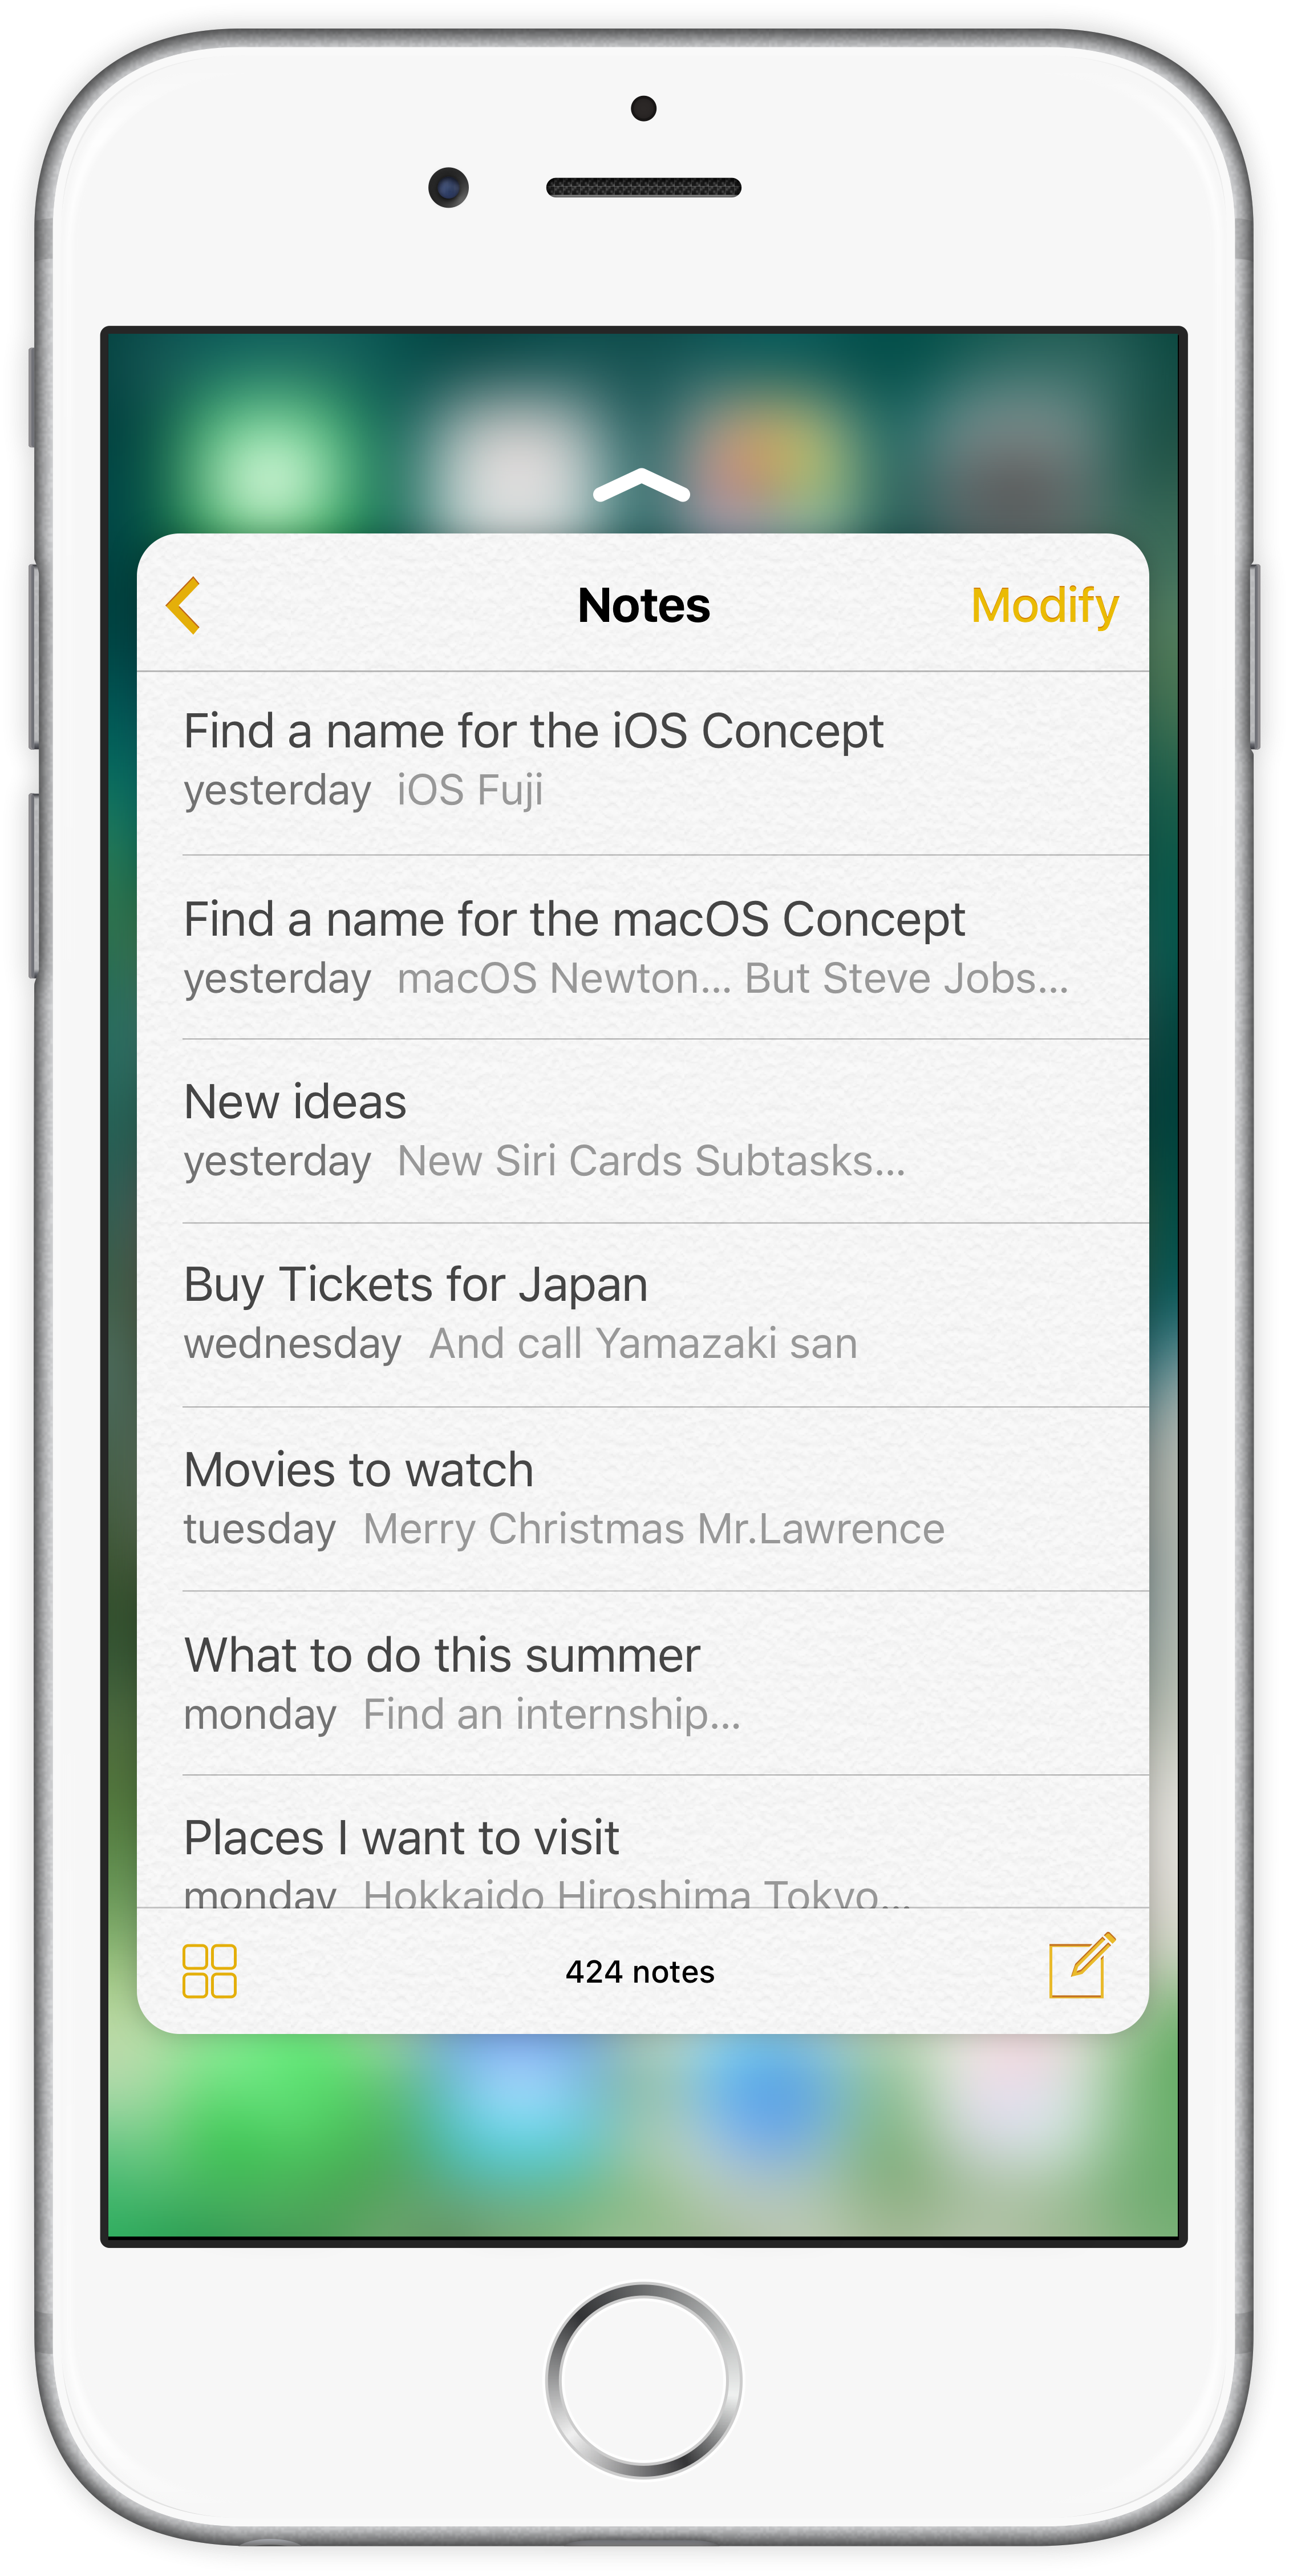 Notes
Modify
Find a name for the iOS Concept
yesterday iOS Fuji
Find a name for the macOS Concept
yesterday macOS Newton... But Steve Jobs...
New ideas
yesterday New Siri Cards Subtasks...
Buy Tickets for Japan
wednesday And call Yamazaki san
Movies to watch
tuesday Merry Christmas Mr.Lawrence
What to do this summer
monday Find an internship...
Places I want to visit
monday Hokkaido Hiroshima Tokyo...
424 notes